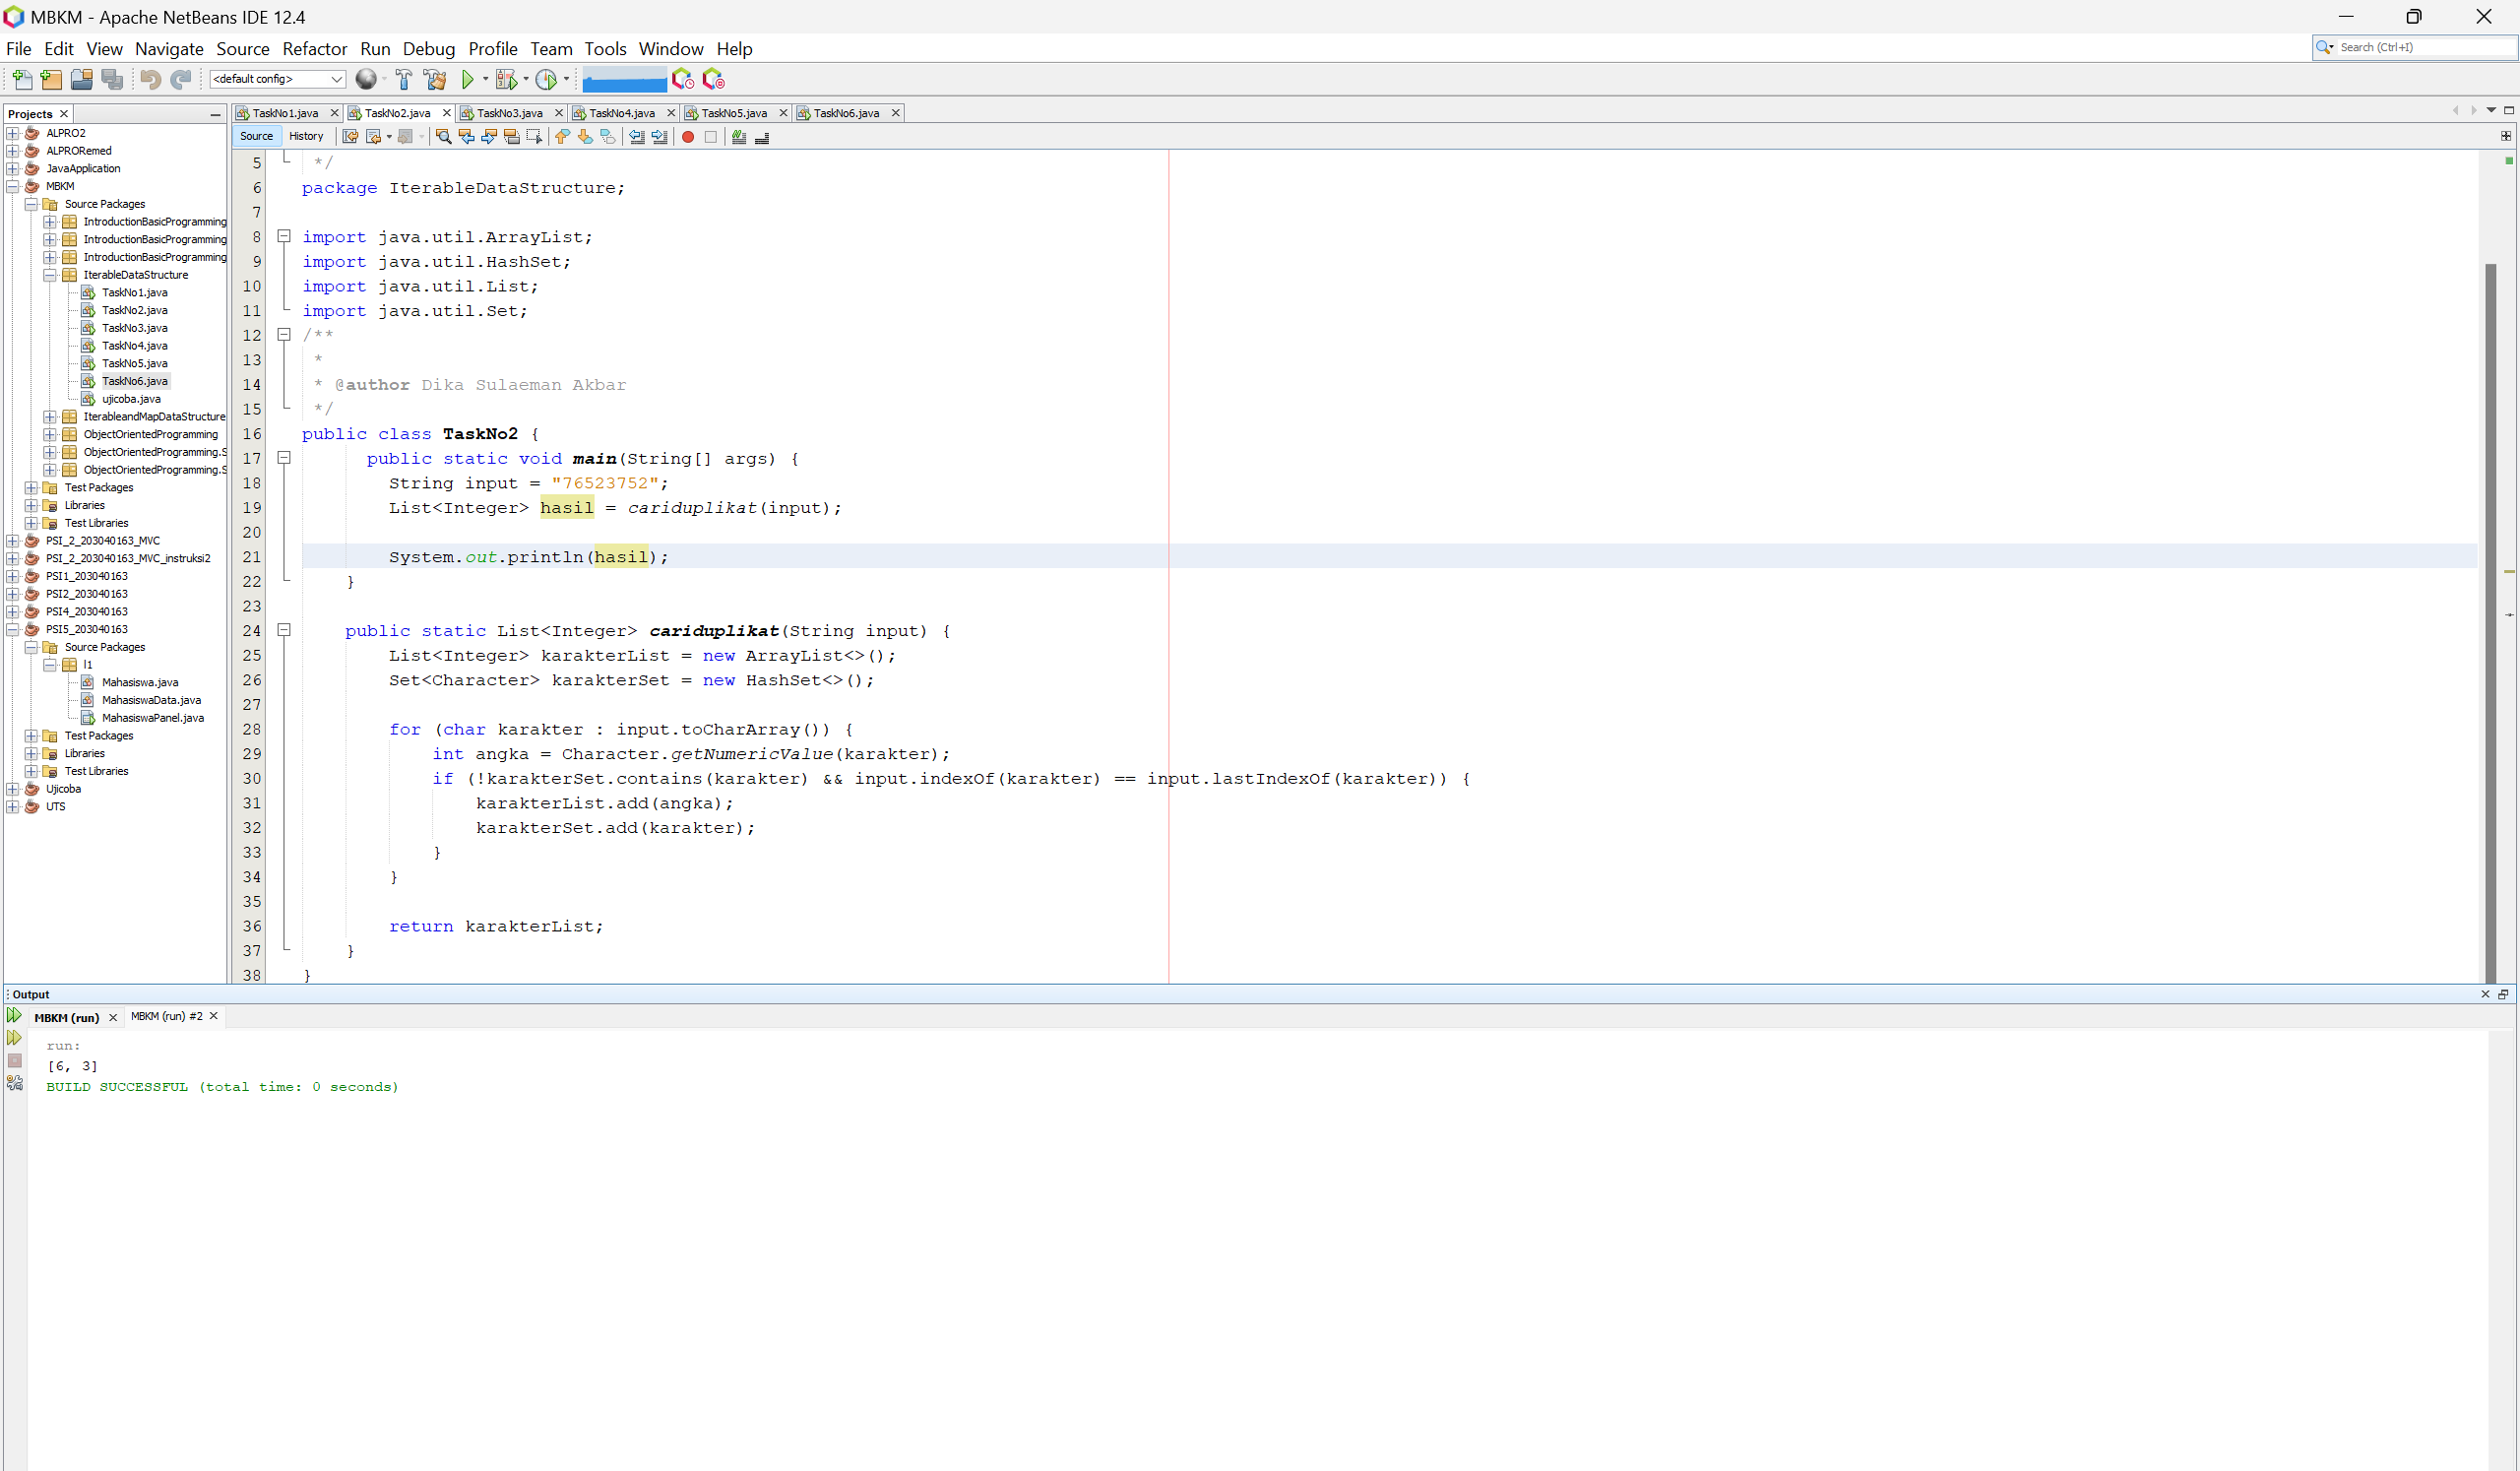 MBKM - Apache NetBeans IDE 12.4
File Edit View Navigate Source Refactor Run Debug Profile Team Tools Window Help
Search (Ctrl+I)
<default config>
Projects
TaskNo1.java TaskNo2.java TaskNo3.java TaskNo4.java TaskNo5.java TaskNo6.java
Source History
ALPRO2
ALPRORemed
JavaApplication
MBKM
Source Packages
IntroductionBasicProgramming
IntroductionBasicProgramming
IntroductionBasicProgramming
IterableDataStructure
TaskNo1.java
TaskNo2.java
TaskNo3.java
TaskNo4.java
TaskNo5.java
TaskNo6.java
ujicoba.java
IterableandMapDataStructure
ObjectOrientedProgramming
ObjectOrientedProgramming.S
ObjectOrientedProgramming.S
Test Packages
Libraries
Test Libraries
PSI_2_203040163_MVC
PSI_2_203040163_MVC_instruksi2
PSI1_203040163
PSI2_203040163
PSI4_203040163
PSI5_203040163
Source Packages
l1
Mahasiswa.java
MahasiswaData.java
MahasiswaPanel.java
Test Packages
Libraries
Test Libraries
Ujicoba
UTS
5 */
6 package IterableDataStructure;
7
8 import java.util.ArrayList;
9 import java.util.HashSet;
10 import java.util.List;
11 import java.util.Set;
12 /**
13 *
14 * @author Dika Sulaeman Akbar
15 */
16 public class TaskNo2 {
17 public static void main(String[] args) {
18 String input = "76523752";
19 List<Integer> hasil = cariduplikat(input);
20
21 System.out.println(hasil);
22 }
23
24 public static List<Integer> cariduplikat(String input) {
25 List<Integer> karakterList = new ArrayList<>();
26 Set<Character> karakterSet = new HashSet<>();
27
28 for (char karakter : input.toCharArray()) {
29 int angka = Character.getNumericValue(karakter);
30 if (!karakterSet.contains(karakter) && input.indexOf(karakter) == input.lastIndexOf(karakter)) {
31 karakterList.add(angka);
32 karakterSet.add(karakter);
33 }
34 }
35
36 return karakterList;
37 }
38 }
Output
MBKM (run) MBKM (run) #2
run:
[6, 3]
BUILD SUCCESSFUL (total time: 0 seconds)